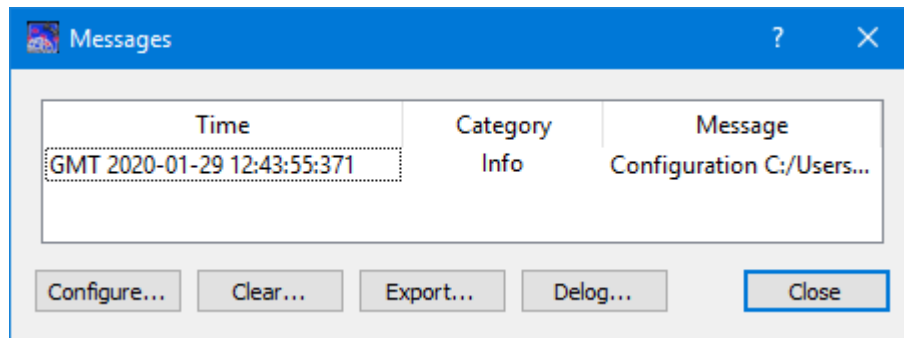 Messages
? ×
Time Category Message
GMT 2020-01-29 12:43:55:371 Info Configuration C:/Users...
Configure... Clear... Export... Delog... Close